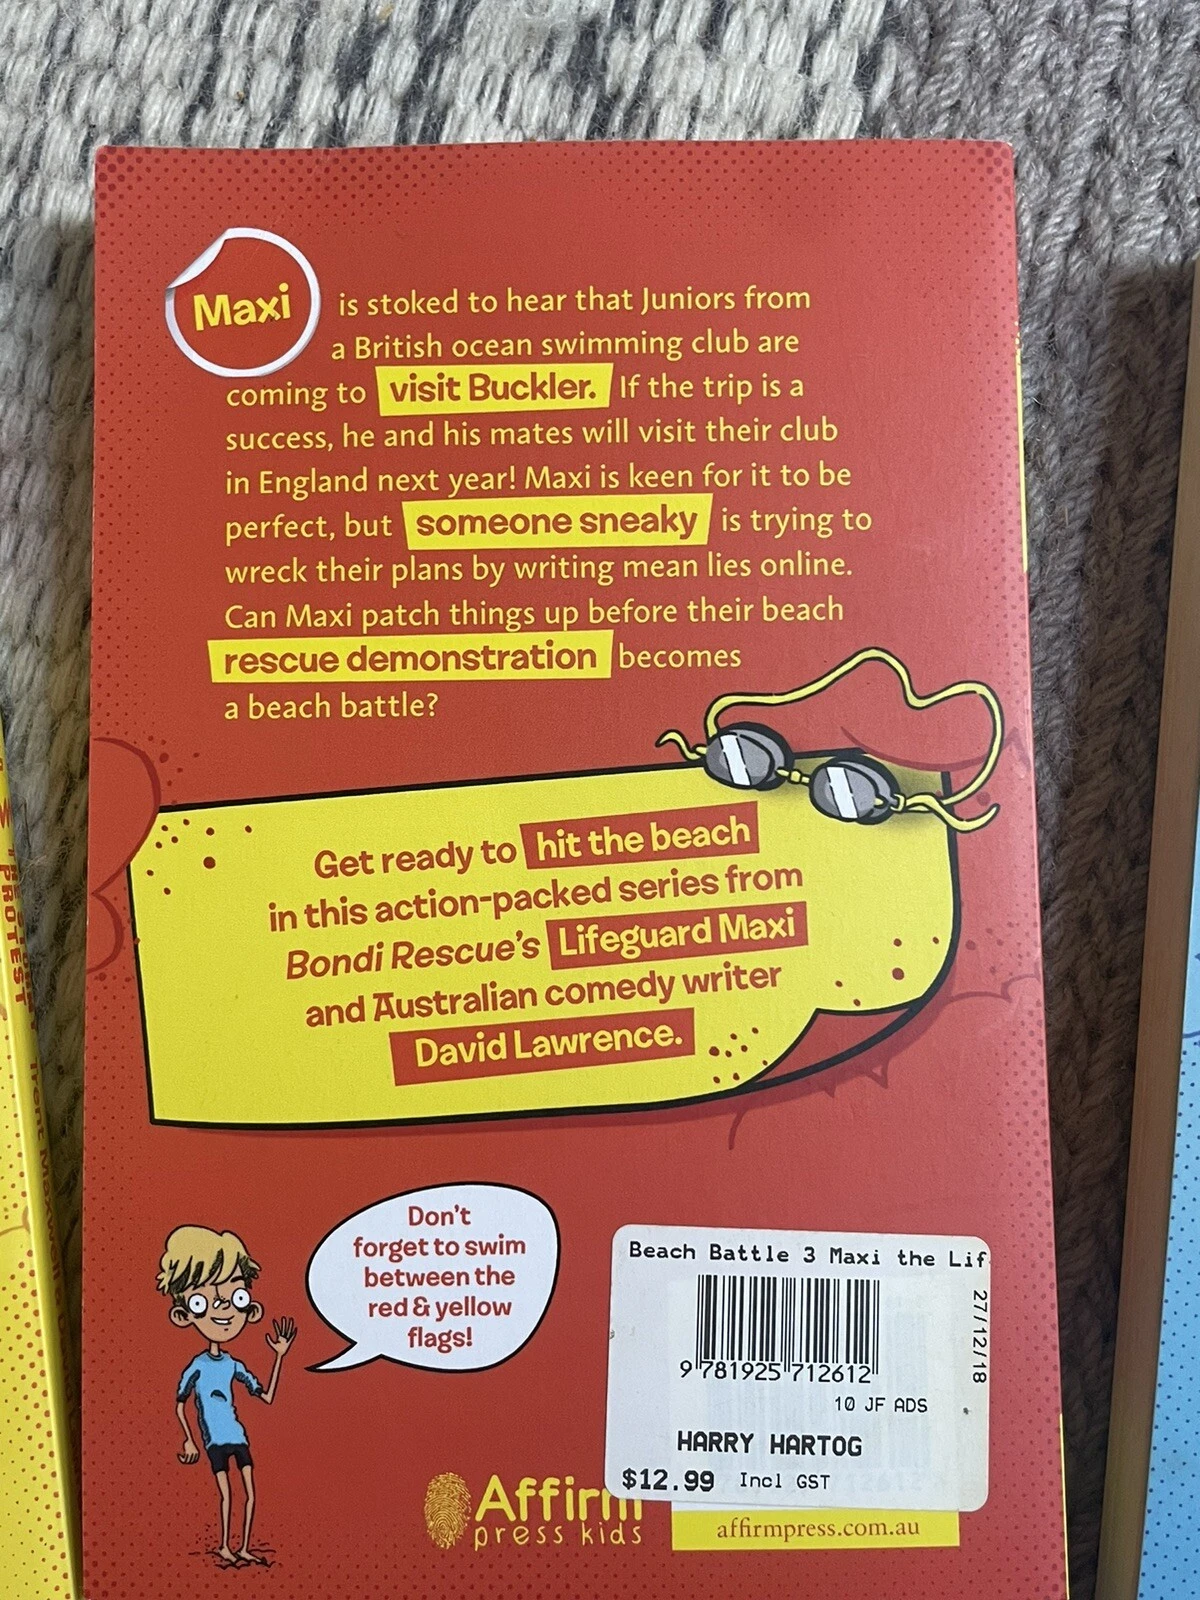 Maxi is stoked to hear that Juniors from
a British ocean swimming club are
coming to visit Buckler. If the trip is a
success, he and his mates will visit their club
in England next year! Maxi is keen for it to be
perfect, but someone sneaky is trying to
wreck their plans by writing mean lies online.
Can Maxi patch things up before their beach
rescue demonstration becomes
a beach battle?
Get ready to hit the beach
in this action-packed series from
Bondi Rescue's Lifeguard Maxi
and Australian comedy writer
David Lawrence.
Don't
forget to swim
between the
red & yellow
flags!
Beach Battle 3 Maxi the Lif
27/12/18
9 781925 712612
10 JF ADS
HARRY HARTOG
$12.99 Incl GST
Affirm
press kids
affirmpress.com.au
PROTEST
Trent Maxwell